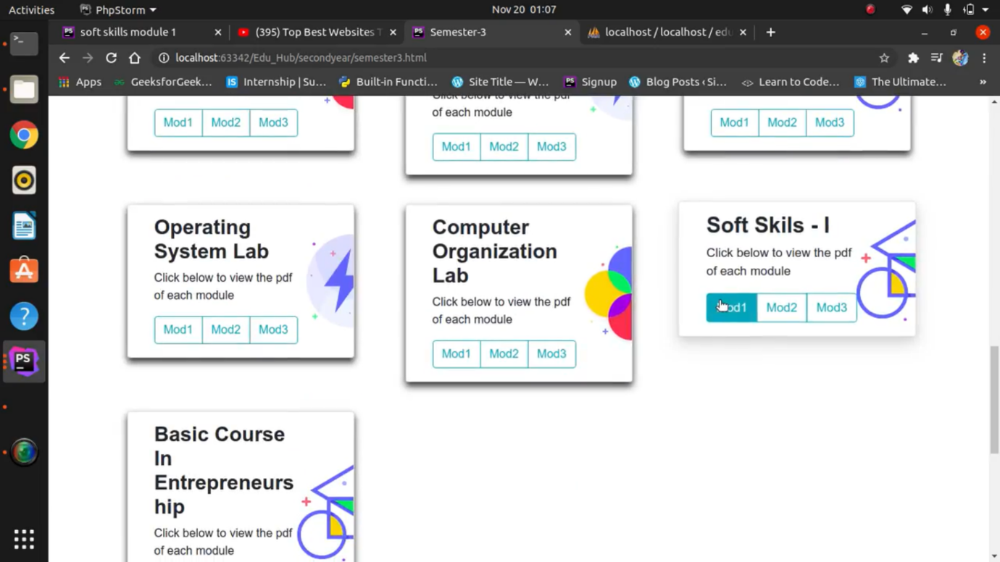 Activities
PhpStorm
Nov 20 01:07
soft skills module 1
(395) Top Best Websites T
PS
Semester-3
localhost / localhost / edu
localhost:63342/Edu_Hub/secondyear/semester3.html
Apps
GeeksforGeek...
IS Internship | Su...
Built-in Functi...
Site Title — W...
Signup
Blog Posts ‹ Si...
Learn to Code...
The Ultimate...
»
Click below to view the pdf
of each module
Mod1 Mod2 Mod3
Mod1 Mod2 Mod3
Mod1 Mod2 Mod3
Operating
System Lab
Click below to view the pdf
of each module
Mod1 Mod2 Mod3
Computer
Organization
Lab
Click below to view the pdf
of each module
Mod1 Mod2 Mod3
Soft Skils - I
Click below to view the pdf
of each module
Mod1 Mod2 Mod3
PS
Basic Course
In
Entrepreneurs
hip
Click below to view the pdf
of each module